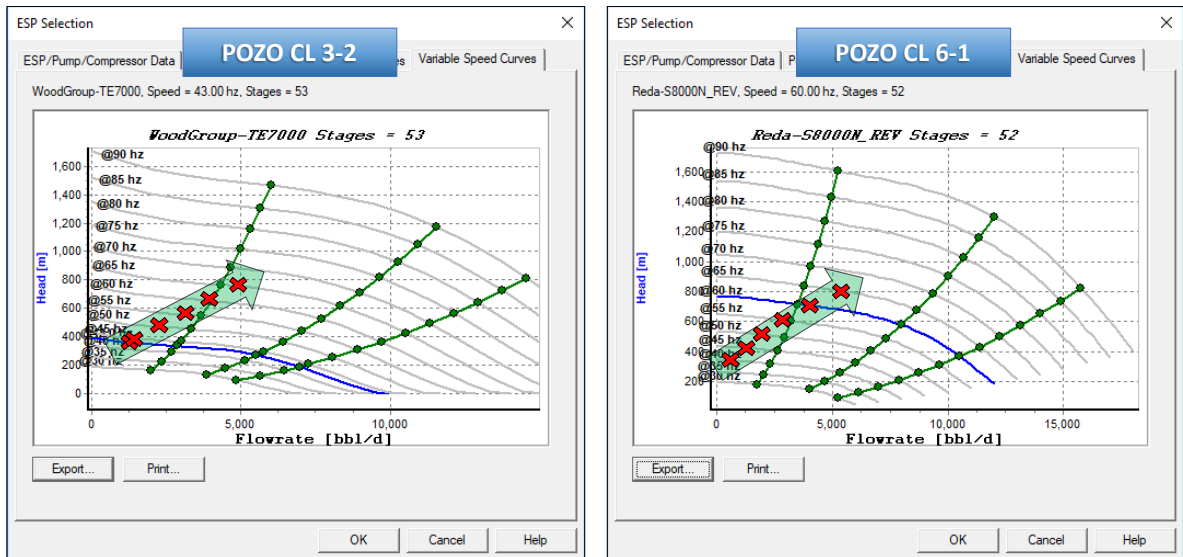 ESP Selection
POZO CL 3-2
ESP/Pump/Compressor Data
Variable Speed Curves
WoodGroup-TE7000, Speed = 43.00 hz, Stages = 53
WoodGroup-TE7000 Stages = 53
@90 hz
1,600
@85 hz
1,400
@80 hz
1,200
@75 hz
1,000
@70 hz
@65 hz
800
@60 hz
600
@55 hz
@50 hz
400
@45 hz
200
0
Head [m]
0
5,000
10,000
Flowrate [bbl/d]
Export...
Print...
OK
Cancel
Help
ESP Selection
POZO CL 6-1
ESP/Pump/Compressor Data
Variable Speed Curves
Reda-S8000N_REV, Speed = 60.00 hz, Stages = 52
Reda-S8000N_REV Stages = 52
@90 hz
1,600
@85 hz
1,400
@80 hz
1,200
@75 hz
@70 hz
1,000
@65 hz
800
@60 hz
@55 hz
600
@50 hz
@45 hz
400
200
Head [m]
0
5,000
10,000
15,000
Flowrate [bbl/d]
Export...
Print...
OK
Cancel
Help